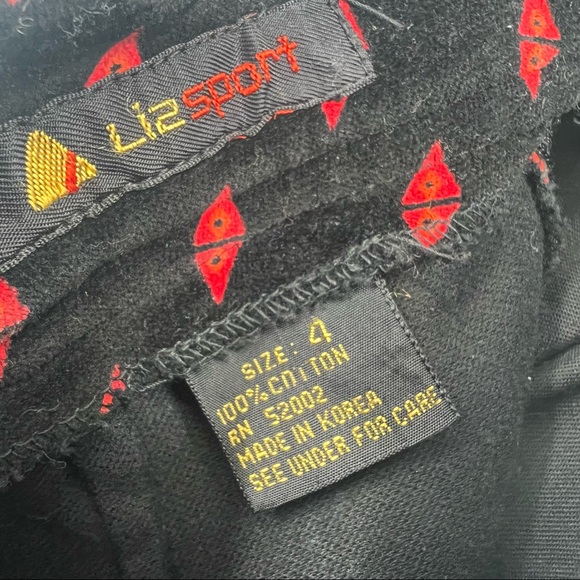 Liz sport
SIZE: 4
100% COTTON
RN 52002
MADE IN KOREA
SEE UNDER FOR CARE